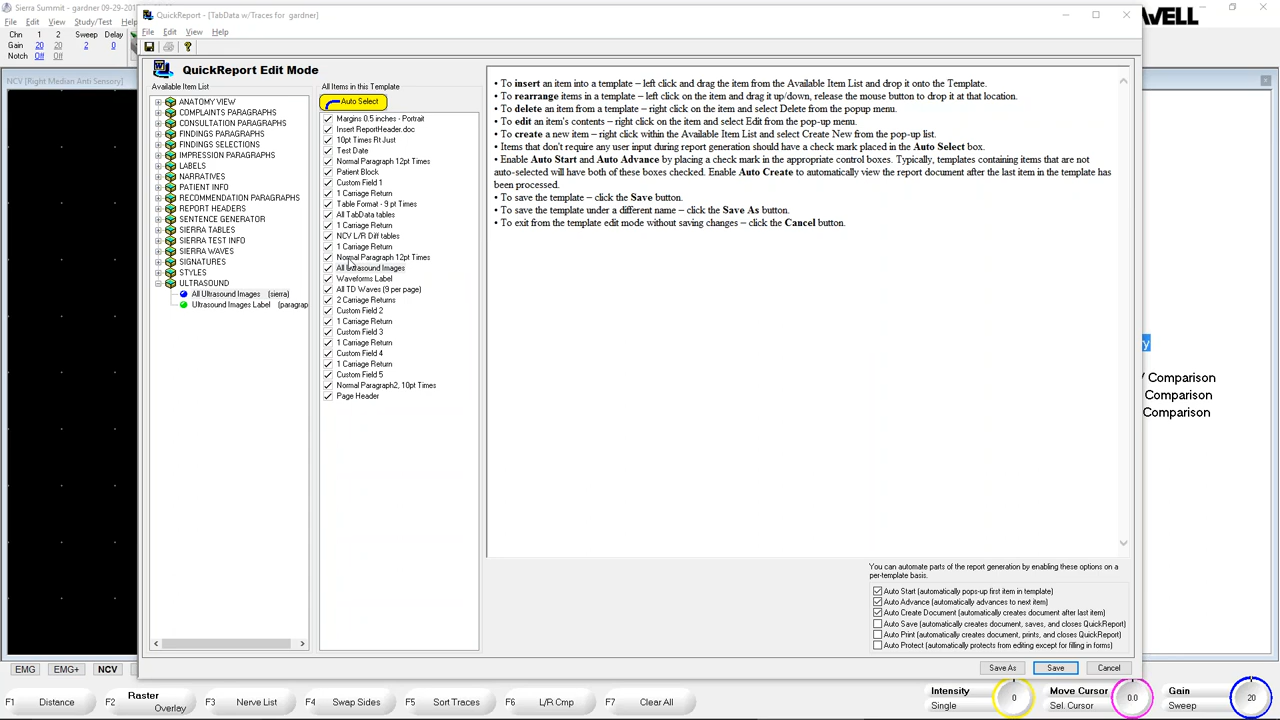 Sierra Summit - gardner 09-29-201
QuickReport - [TabData w/Traces for gardner]
File Edit View Study/Test
File Edit View Help
Chn 1 2 Sweep Delay
Gain 20 20 2 0
Notch Off Off
NCV [Right Median Anti Sensory]
QuickReport Edit Mode
Available Item List
ANATOMY VIEW
COMPLAINTS PARAGRAPHS
CONSULTATION PARAGRAPHS
FINDINGS PARAGRAPHS
FINDINGS SELECTIONS
IMPRESSION PARAGRAPHS
LABELS
NARRATIVES
PATIENT INFO
RECOMMENDATION PARAGRAPHS
REPORT HEADERS
SENTENCE GENERATOR
SIERRA TABLES
SIERRA TEST INFO
SIERRA WAVES
SIGNATURES
STYLES
ULTRASOUND
All Ultrasound Images (sierra)
Ultrasound Images Label (paragrap
All Items in this Template
Auto Select
Margins 0.5 inches - Portrait
Insert ReportHeader.doc
10pt Times Rt Just
Test Date
Normal Paragraph 12pt Times
Patient Block
Custom Field 1
1 Carriage Return
Table Format - 9 pt Times
All TabData tables
1 Carriage Return
NCV L/R Diff tables
1 Carriage Return
Normal Paragraph 12pt Times
All Ultrasound Images
Waveforms Label
All TD Waves (9 per page)
2 Carriage Returns
Custom Field 2
1 Carriage Return
Custom Field 3
1 Carriage Return
Custom Field 4
1 Carriage Return
Custom Field 5
Normal Paragraph2, 10pt Times
Page Header
• To insert an item into a template – left click and drag the item from the Available Item List and drop it onto the Template.
• To rearrange items in a template – left click on the item and drag it up/down, release the mouse button to drop it at that location.
• To delete an item from a template – right click on the item and select Delete from the popup menu.
• To edit an item's contents – right click on the item and select Edit from the pop-up menu.
• To create a new item – right click within the Available Item List and select Create New from the pop-up list.
• Items that don't require any user input during report generation should have a check mark placed in the Auto Select box.
• Enable Auto Start and Auto Advance by placing a check mark in the appropriate control boxes. Typically, templates containing items that are not
auto-selected will have both of these boxes checked. Enable Auto Create to automatically view the report document after the last item in the template has
been processed.
• To save the template – click the Save button.
• To save the template under a different name – click the Save As button.
• To exit from the template edit mode without saving changes – click the Cancel button.
You can automate parts of the report generation by enabling these options on a
per-template basis.
Auto Start (automatically pops-up first item in template)
Auto Advance (automatically advances to next item)
Auto Create Document (automatically creates document after last item)
Auto Save (automatically creates document, saves, and closes QuickReport)
Auto Print (automatically creates document, prints, and closes QuickReport)
Auto Protect (automatically protects from editing except for filling in forms)
Save As Save Cancel
Comparison
Comparison
Comparison
EMG EMG+ NCV
F1 Distance F2 Raster Overlay F3 Nerve List F4 Swap Sides F5 Sort Traces F6 L/R Cmp F7 Clear All
Intensity Single 0 Move Cursor Sel. Cursor 0.0 Gain Sweep 20